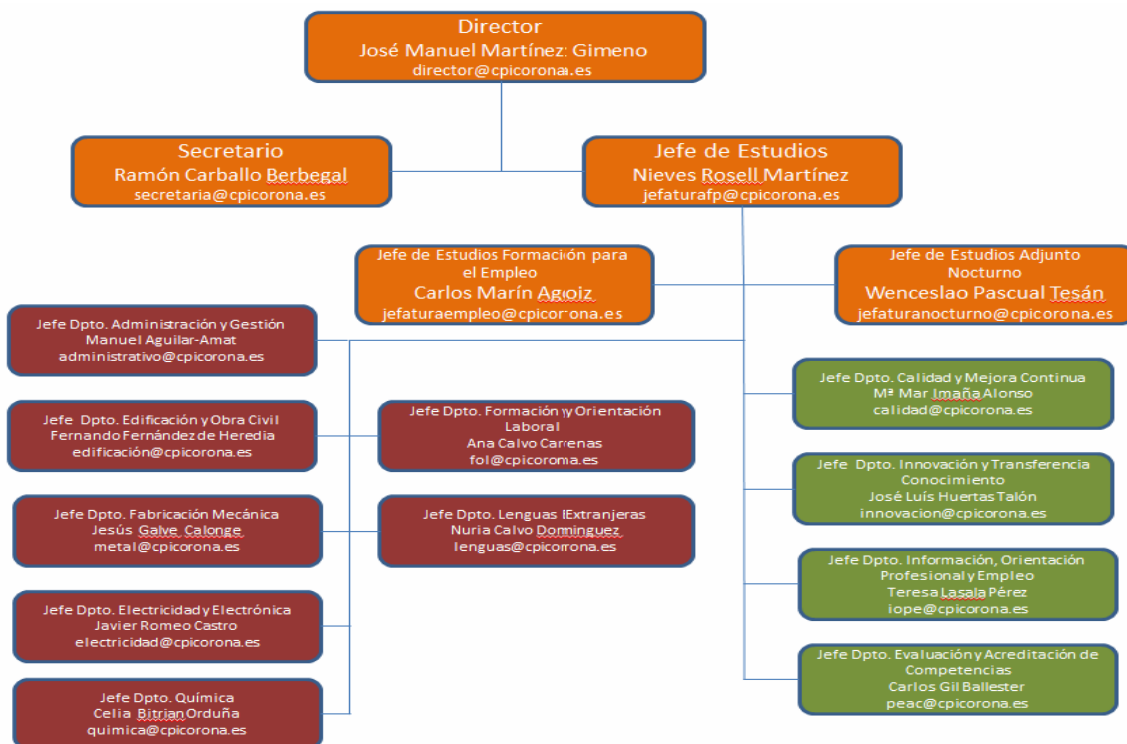 Director
José Manuel Martínez Gimeno
director@cpicorona.es
Secretario
Ramón Carballo Berbegal
secretaria@cpicorona.es
Jefe de Estudios
Nieves Rosell Martínez
jefaturafp@cpicorona.es
Jefe de Estudios Formación para
el Empleo
Carlos Marín Agoiz
jefaturaempleo@cpicorona.es
Jefe de Estudios Adjunto
Nocturno
Wenceslao Pascual Tesán
jefaturanocturno@cpicorona.es
Jefe Dpto. Administración y Gestión
Manuel Aguilar-Amat
administrativo@cpicorona.es
Jefe Dpto. Edificación y Obra Civil
Fernando Fernández de Heredia
edificación@cpicorona.es
Jefe Dpto. Fabricación Mecánica
Jesús Galve Calonge
metal@cpicorona.es
Jefe Dpto. Electricidad y Electrónica
Javier Romeo Castro
electricidad@cpicorona.es
Jefe Dpto. Química
Celia Bitrian Orduña
quimica@cpicorona.es
Jefe Dpto. Formación y Orientación
Laboral
Ana Calvo Carrenas
fol@cpicorona.es
Jefe Dpto. Lenguas Extranjeras
Nuria Calvo Dominguez
lenguas@cpicorona.es
Jefe Dpto. Calidad y Mejora Continua
Mª Mar Imaña Alonso
calidad@cpicorona.es
Jefe Dpto. Innovación y Transferencia
Conocimiento
José Luís Huertas Talón
innovacion@cpicorona.es
Jefe Dpto. Información, Orientación
Profesional y Empleo
Teresa Lasala Pérez
iope@cpicorona.es
Jefe Dpto. Evaluación y Acreditación de
Competencias
Carlos Gil Ballester
peac@cpicorona.es